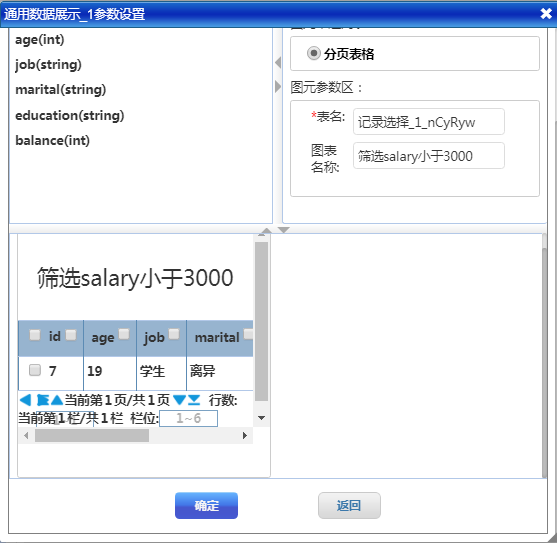 通用数据展示_1参数设置
age(int)
job(string)
marital(string)
education(string)
balance(int)
分页表格
图元参数区：
*表名:
记录选择_1_nCyRyw
图表名称:
筛选salary小于3000
筛选salary小于3000
id age job marital
7 19 学生 离异
当前第1页/共1页 行数:
当前第1栏/共1栏 栏位: 1~6
确定
返回